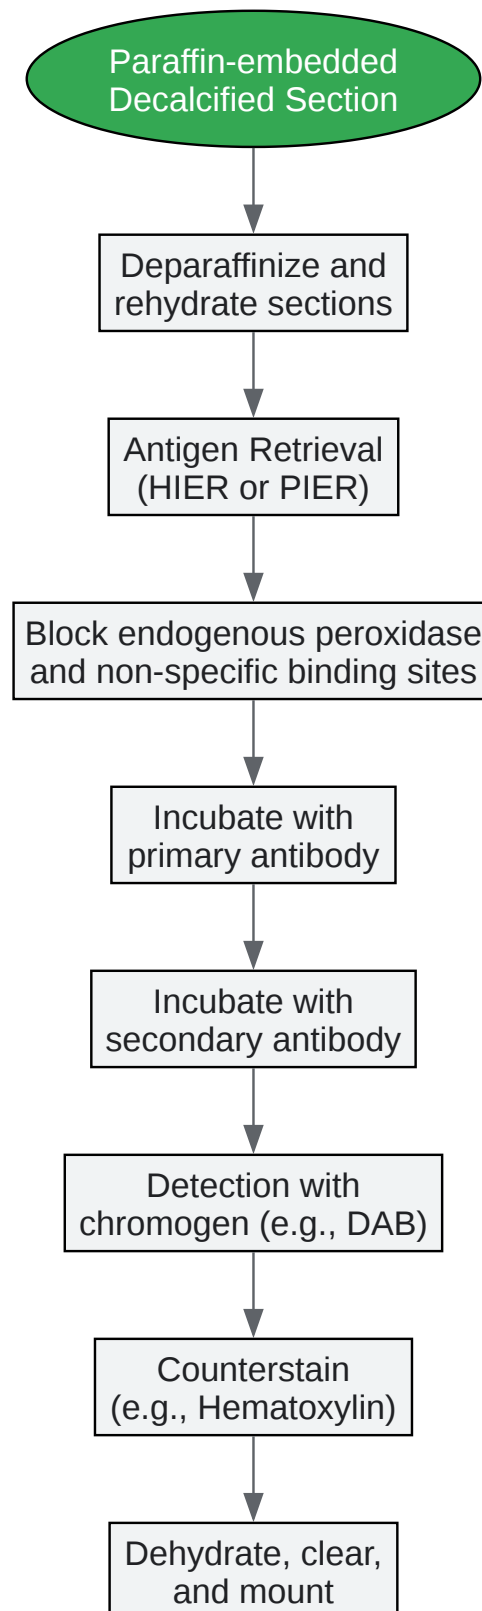 Paraffin-embedded
Decalcified Section
Deparaffinize and
rehydrate sections
Antigen Retrieval
(HIER or PIER)
Block endogenous peroxidase
and non-specific binding sites
Incubate with
primary antibody
Incubate with
secondary antibody
Detection with
chromogen (e.g., DAB)
Counterstain
(e.g., Hematoxylin)
Dehydrate, clear,
and mount